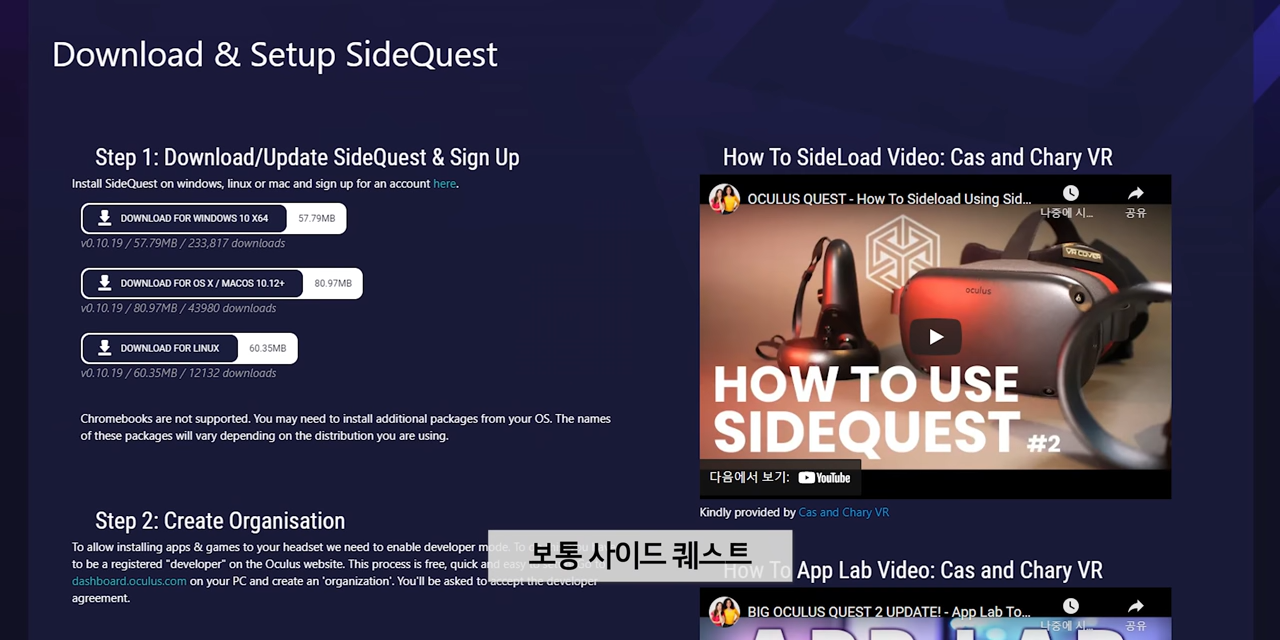 Download & Setup SideQuest
Step 1: Download/Update SideQuest & Sign Up
Install SideQuest on windows, linux or mac and sign up for an account here.
DOWNLOAD FOR WINDOWS 10 X64 57.79MB
v0.10.19 / 57.79MB / 233,817 downloads
DOWNLOAD FOR OS X / MACOS 10.12+ 80.97MB
v0.10.19 / 80.97MB / 43980 downloads
DOWNLOAD FOR LINUX 60.35MB
v0.10.19 / 60.35MB / 12132 downloads
Chromebooks are not supported. You may need to install additional packages from your OS. The names
of these packages will vary depending on the distribution you are using.
Step 2: Create Organisation
To allow installing apps & games to your headset we need to enable developer mode. To
to be a registered "developer" on the Oculus website. This process is free, quick and easy to
dashboard.oculus.com on your PC and create an 'organization'. You'll be asked to accept the developer
agreement.
How To SideLoad Video: Cas and Chary VR
OCULUS QUEST - How To Sideload Using Sid...
나중에 시...
공유
VR COVER
oculus
HOW TO USE
SIDEQUEST #2
다음에서 보기: YouTube
Kindly provided by Cas and Chary VR
보통 사이드 퀘스트
How To App Lab Video: Cas and Chary VR
BIG OCULUS QUEST 2 UPDATE! - App Lab To...
나중에 시...
공유
APP LAB